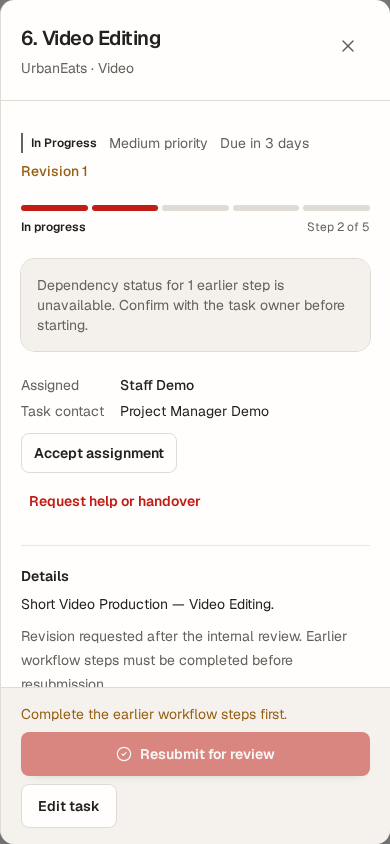 6. Video Editing
UrbanEats · Video
In Progress Medium priority Due in 3 days
Revision 1
In progress Step 2 of 5
Dependency status for 1 earlier step is
unavailable. Confirm with the task owner before
starting.
Assigned Staff Demo
Task contact Project Manager Demo
Accept assignment
Request help or handover
Details
Short Video Production — Video Editing.
Revision requested after the internal review. Earlier
workflow steps must be completed before
resubmission
Complete the earlier workflow steps first.
Resubmit for review
Edit task